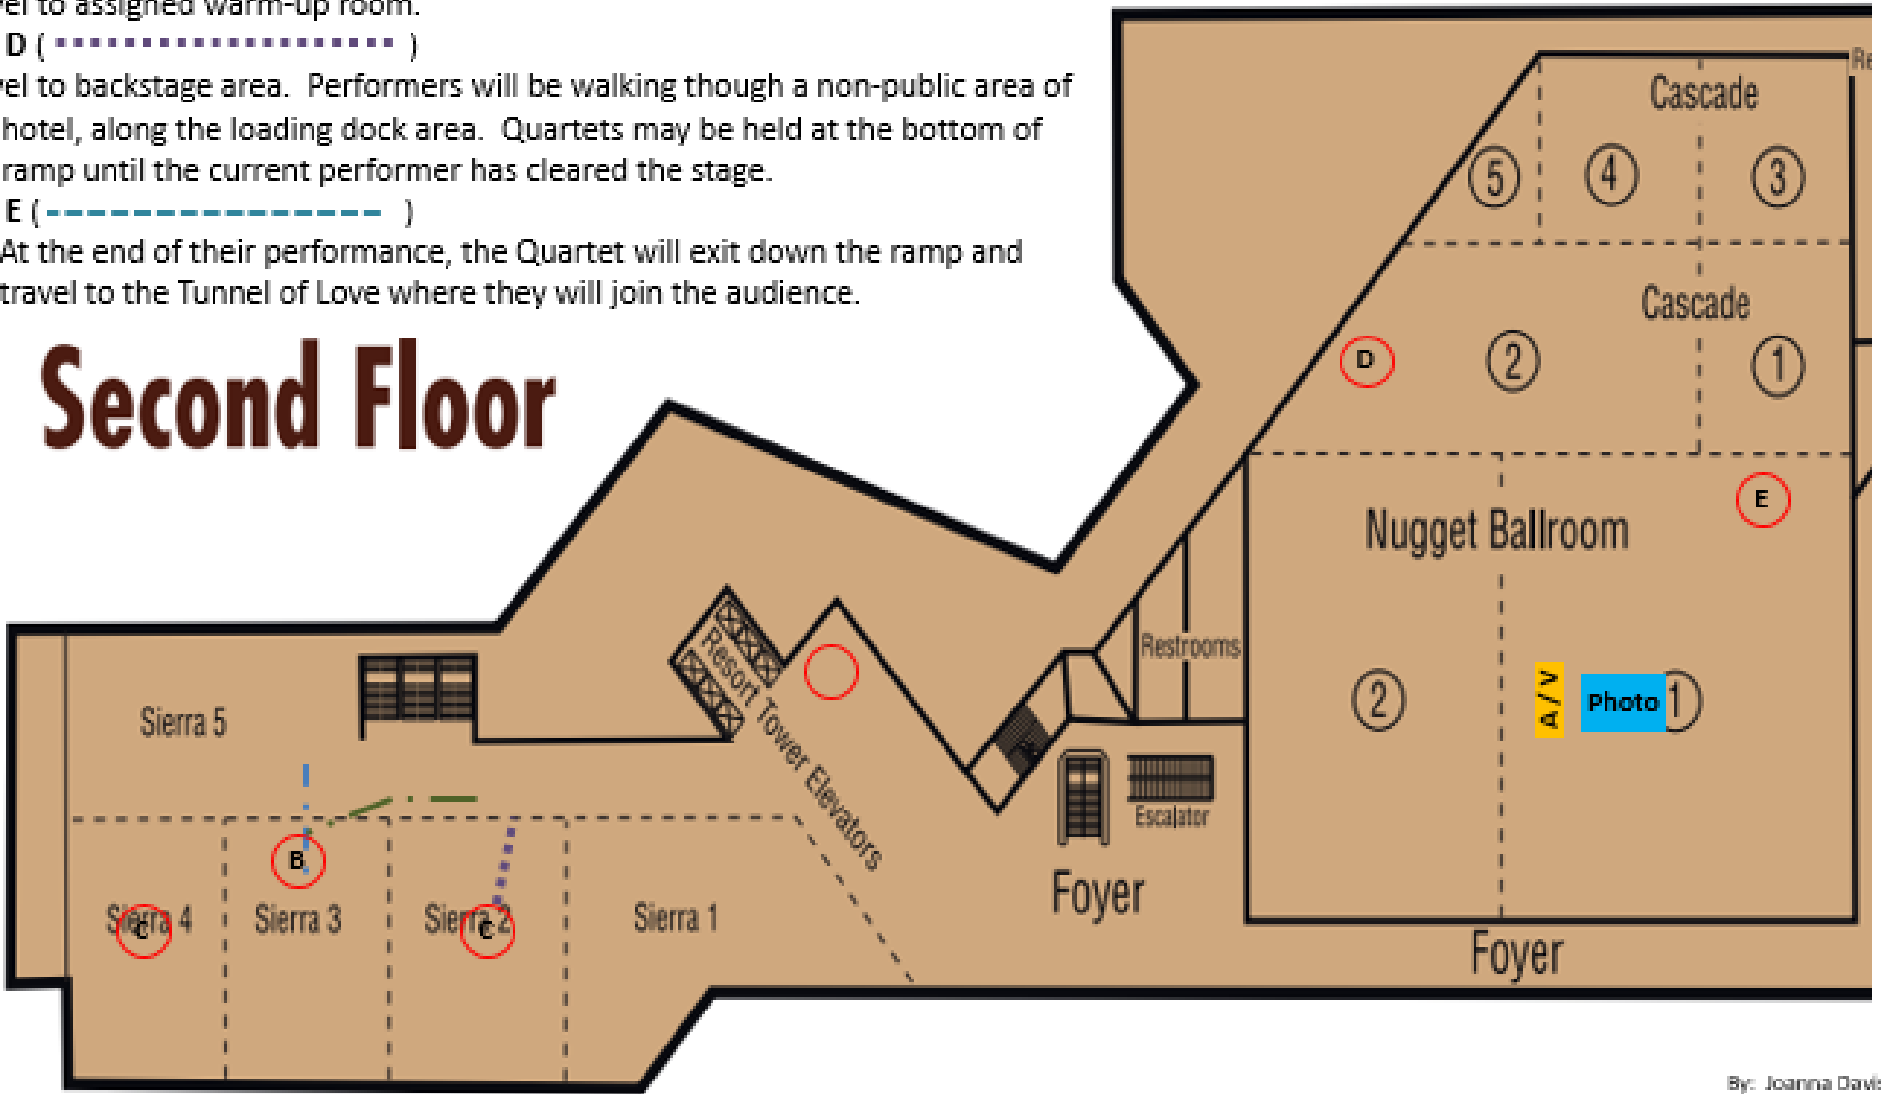 vel to assigned warm-up room.
D ( )
vel to backstage area. Performers will be walking though a non-public area of
hotel, along the loading dock area. Quartets may be held at the bottom of
ramp until the current performer has cleared the stage.
E ( )
At the end of their performance, the Quartet will exit down the ramp and
travel to the Tunnel of Love where they will join the audience.
Second Floor
Re
Cascade
5 4 3
Cascade
D 2 1
E
Nugget Ballroom
Restrooms
Resort Tower Elevators
2 A/V Photo 1
Sierra 5
Escalator
B
Foyer
Sierra 4 Sierra 3 Sierra 2 Sierra 1
C C
Foyer
By: Joanna Davis